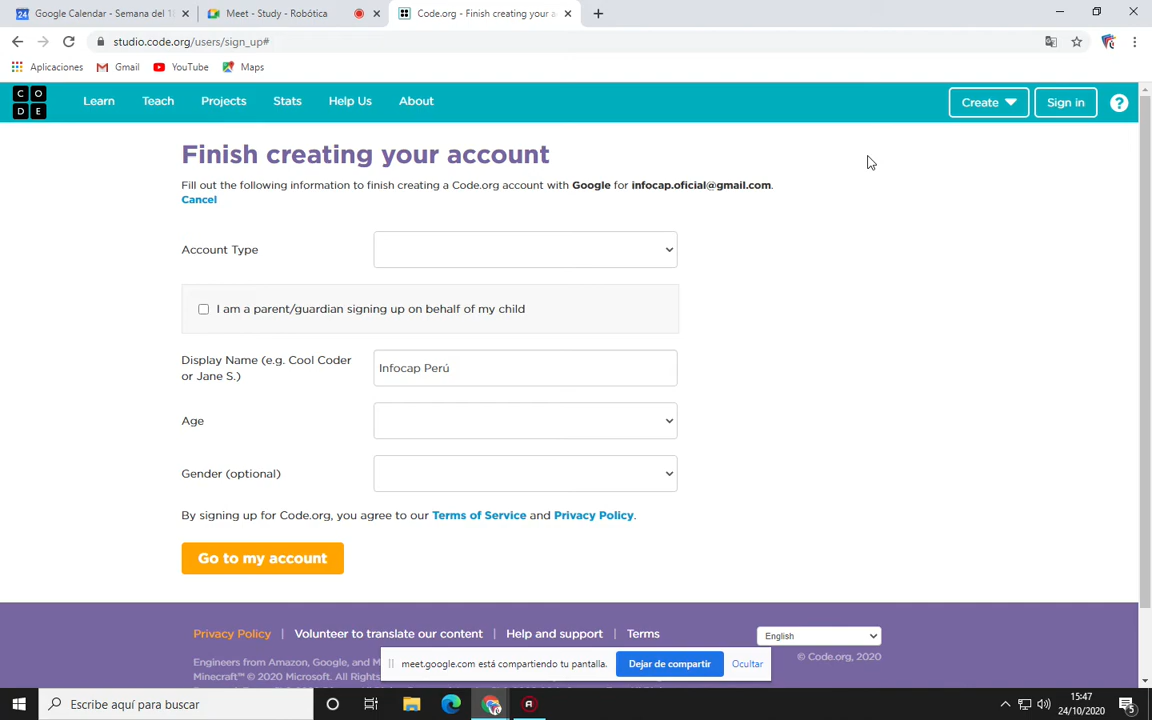 Google Calendar - Semana del 18
Meet - Study - Robótica
Code.org - Finish creating your a
studio.code.org/users/sign_up#
Aplicaciones
Gmail
YouTube
Maps
C O
D E
Learn
Teach
Projects
Stats
Help Us
About
Create
Sign in
?
Finish creating your account
Fill out the following information to finish creating a Code.org account with Google for infocap.oficial@gmail.com.
Cancel
Account Type
I am a parent/guardian signing up on behalf of my child
Display Name (e.g. Cool Coder
or Jane S.)
Infocap Perú
Age
Gender (optional)
By signing up for Code.org, you agree to our Terms of Service and Privacy Policy.
Go to my account
Privacy Policy | Volunteer to translate our content | Help and support | Terms
English
Engineers from Amazon, Google, and M
© Code.org, 2020
Minecraft™ © 2020 Microsoft. All Rights
meet.google.com está compartiendo tu pantalla.
Dejar de compartir
Ocultar
Escribe aquí para buscar
15:47
24/10/2020
5